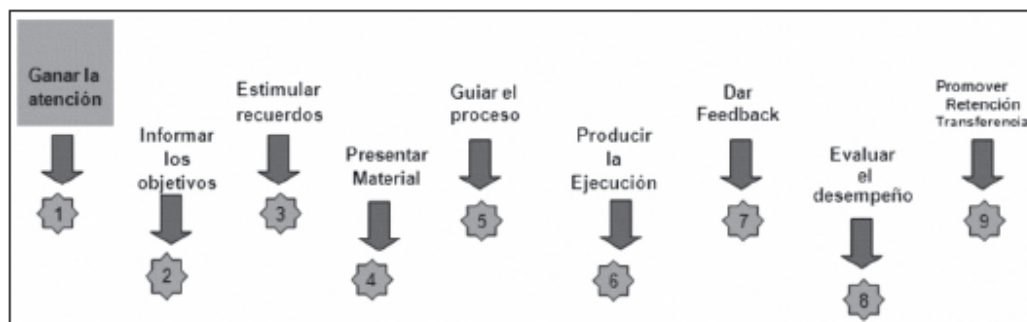 Ganar la
atención
1
Informar
los
objetivos
2
Estimular
recuerdos
3
Presentar
Material
4
Guiar el
proceso
5
Producir
la
Ejecución
6
Dar
Feedback
7
Evaluar
el
desempeño
8
Promover
Retención
Transferencia
9